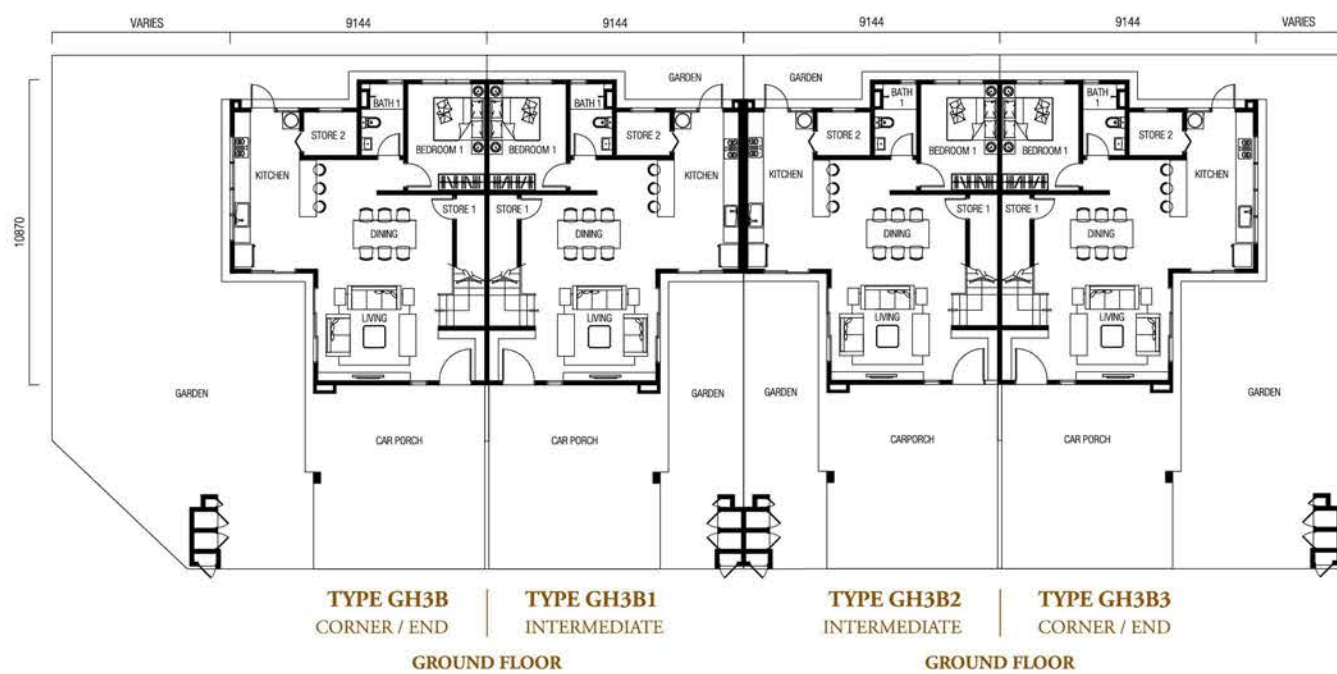 VARIES 9144 9144 9144 9144 VARIES
GARDEN GARDEN
BATH 1 BATH 1 BATH
1 BATH 1
STORE 2 STORE 2 STORE 2 STORE 2
BEDROOM 1 BEDROOM 1 BEDROOM 1 BEDROOM 1
KITCHEN KITCHEN KITCHEN KITCHEN
STORE 1 STORE 1 STORE 1 STORE 1
10870
DINING DINING DINING DINING
LIVING LIVING LIVING LIVING
GARDEN GARDEN GARDEN GARDEN
CAR PORCH CAR PORCH CARPORCH CAR PORCH
TYPE GH3B TYPE GH3B1 TYPE GH3B2 TYPE GH3B3
CORNER / END INTERMEDIATE INTERMEDIATE CORNER / END
GROUND FLOOR GROUND FLOOR